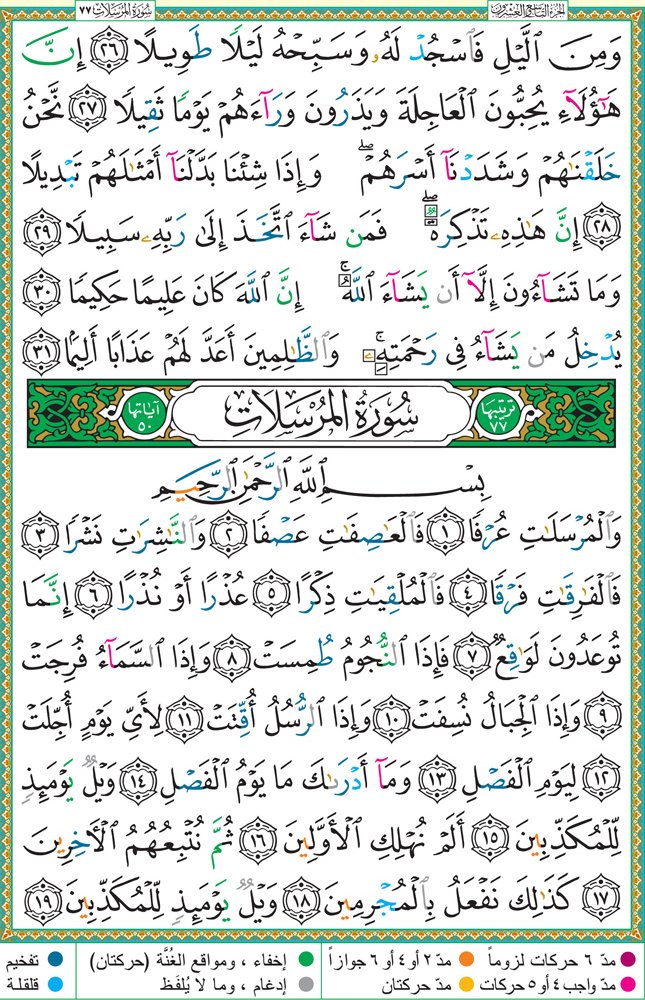 الجزء التاسع والعشرون سورة المرسلات ٧٧
وَمِنَ ٱلَّيْلِ فَٱسْجُدْ لَهُۥ وَسَبِّحْهُ لَيْلًا طَوِيلًا ٢٦ إِنَّ
هَٰٓؤُلَآءِ يُحِبُّونَ ٱلْعَاجِلَةَ وَيَذَرُونَ وَرَآءَهُمْ يَوْمًا ثَقِيلًا ٢٧ نَّحْنُ
خَلَقْنَٰهُمْ وَشَدَدْنَآ أَسْرَهُمْ ۖ وَإِذَا شِئْنَا بَدَّلْنَآ أَمْثَٰلَهُمْ تَبْدِيلًا
٢٨ إِنَّ هَٰذِهِۦ تَذْكِرَةٌ ۖ فَمَن شَآءَ ٱتَّخَذَ إِلَىٰ رَبِّهِۦ سَبِيلًا ٢٩
وَمَا تَشَآءُونَ إِلَّآ أَن يَشَآءَ ٱللَّهُ ۚ إِنَّ ٱللَّهَ كَانَ عَلِيمًا حَكِيمًا ٣٠
يُدْخِلُ مَن يَشَآءُ فِى رَحْمَتِهِۦ ۚ وَٱلظَّٰلِمِينَ أَعَدَّ لَهُمْ عَذَابًا أَلِيمًۢا ٣١
ترتيبها ٧٧ سُورَةُ المُرْسَلَاتِ آياتها ٥٠
بِسْمِ ٱللَّهِ ٱلرَّحْمَٰنِ ٱلرَّحِيمِ
وَٱلْمُرْسَلَٰتِ عُرْفًا ١ فَٱلْعَٰصِفَٰتِ عَصْفًا ٢ وَٱلنَّٰشِرَٰتِ نَشْرًا ٣
فَٱلْفَٰرِقَٰتِ فَرْقًا ٤ فَٱلْمُلْقِيَٰتِ ذِكْرًا ٥ عُذْرًا أَوْ نُذْرًا ٦ إِنَّمَا
تُوعَدُونَ لَوَٰقِعٌ ٧ فَإِذَا ٱلنُّجُومُ طُمِسَتْ ٨ وَإِذَا ٱلسَّمَآءُ فُرِجَتْ
٩ وَإِذَا ٱلْجِبَالُ نُسِفَتْ ١٠ وَإِذَا ٱلرُّسُلُ أُقِّتَتْ ١١ لِأَىِّ يَوْمٍ أُجِّلَتْ
١٢ لِيَوْمِ ٱلْفَصْلِ ١٣ وَمَآ أَدْرَىٰكَ مَا يَوْمُ ٱلْفَصْلِ ١٤ وَيْلٌ يَوْمَئِذٍ
لِّلْمُكَذِّبِينَ ١٥ أَلَمْ نُهْلِكِ ٱلْأَوَّلِينَ ١٦ ثُمَّ نُتْبِعُهُمُ ٱلْـَٔاخِرِينَ
١٧ كَذَٰلِكَ نَفْعَلُ بِٱلْمُجْرِمِينَ ١٨ وَيْلٌ يَوْمَئِذٍ لِّلْمُكَذِّبِينَ ١٩
مدّ ٦ حركات لزوماً مدّ ٢ أو ٤ أو ٦ جوازاً إخفاء ، ومواقع الغُنَّة (حركتان) تفخيم
مدّ واجب ٤ أو ٥ حركات مدّ حركتان إدغام ، وما لا يُلفَظ قلقلة